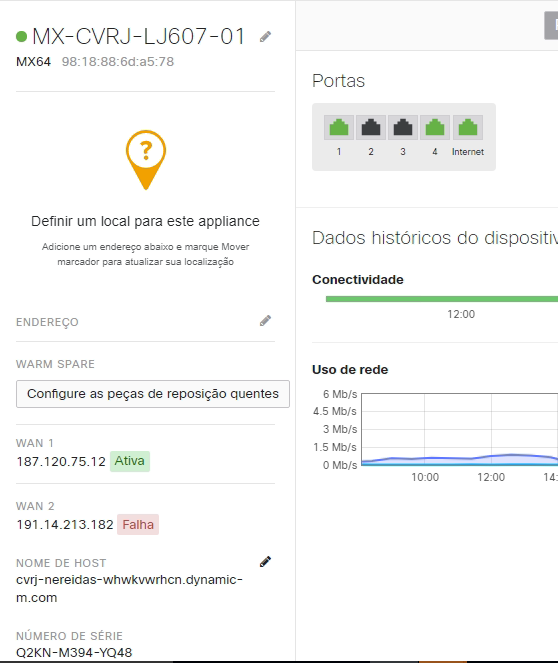 MX-CVRJ-LJ607-01
MX64 98:18:88:6d:a5:78
?
Definir um local para este appliance
Adicione um endereço abaixo e marque Mover
marcador para atualizar sua localização
ENDEREÇO
WARM SPARE
Configure as peças de reposição quentes
WAN 1
187.120.75.12 Ativa
WAN 2
191.14.213.182 Falha
NOME DE HOST
cvrj-nereidas-whwkvwrhcn.dynamic-
m.com
NÚMERO DE SÉRIE
Q2KN-M394-YQ48
Portas
1 2 3 4 Internet
Dados históricos do dispositiv
Conectividade
12:00
Uso de rede
6 Mb/s
4.5 Mb/s
3 Mb/s
1.5 Mb/s
0 Mb/s
10:00 12:00 14: